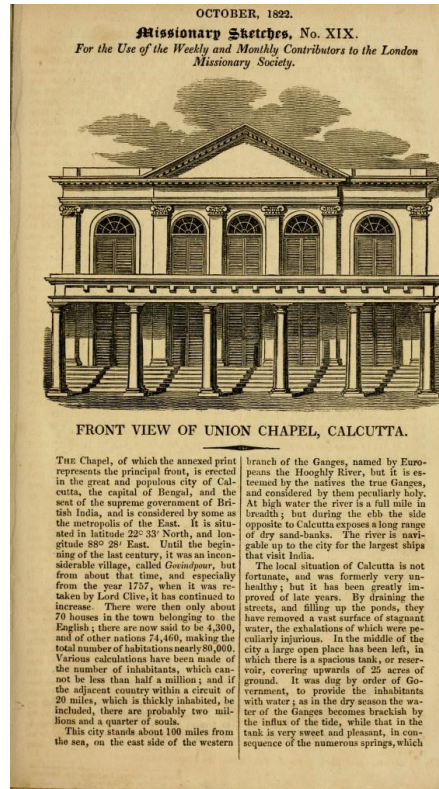 OCTOBER, 1822.
Missionary Sketches, No. XIX.
For the Use of the Weekly and Monthly Contributors to the London
Missionary Society.
FRONT VIEW OF UNION CHAPEL, CALCUTTA.
THE Chapel, of which the annexed print
represents the principal front, is erected
in the great and populous city of Cal-
cutta, the capital of Bengal, and the
seat of the supreme government of Bri-
tish India, and is considered by some as
the metropolis of the East. It is situ-
ated in latitude 22° 33′ North, and lon-
gitude 88° 28′ East. Until the begin-
ning of the last century, it was an incon-
siderable village, called Govindpour, but
from about that time, and especially
from the year 1757, when it was re-
taken by Lord Clive, it has continued to
increase. There were then only about
70 houses in the town belonging to the
English; there are now said to be 4,300,
and of other nations 74,460, making the
total number of habitations nearly 80,000.
Various calculations have been made of
the number of inhabitants, which can-
not be less than half a million; and if
the adjacent country within a circuit of
20 miles, which is thickly inhabited, be
included, there are probably two mil-
lions and a quarter of souls.
This city stands about 100 miles from
the sea, on the east side of the western
branch of the Ganges, named by Euro-
peans the Hooghly River, but it is es-
teemed by the natives the true Ganges,
and considered by them peculiarly holy.
At high water the river is a full mile in
breadth; but during the ebb the side
opposite to Calcutta exposes a long range
of dry sand-banks. The river is navi-
gable up to the city for the largest ships
that visit India.
The local situation of Calcutta is not
fortunate, and was formerly very un-
healthy; but it has been greatly im-
proved of late years. By draining the
streets, and filling up the ponds, they
have removed a vast surface of stagnant
water, the exhalations of which were pe-
culiarly injurious. In the middle of the
city a large open place has been left, in
which there is a spacious tank, or reser-
voir, covering upwards of 25 acres of
ground. It was dug by order of Go-
vernment, to provide the inhabitants
with water; as in the dry season the wa-
ter of the Ganges becomes brackish by
the influx of the tide, while that in the
tank is very sweet and pleasant, in con-
sequence of the numerous springs, which